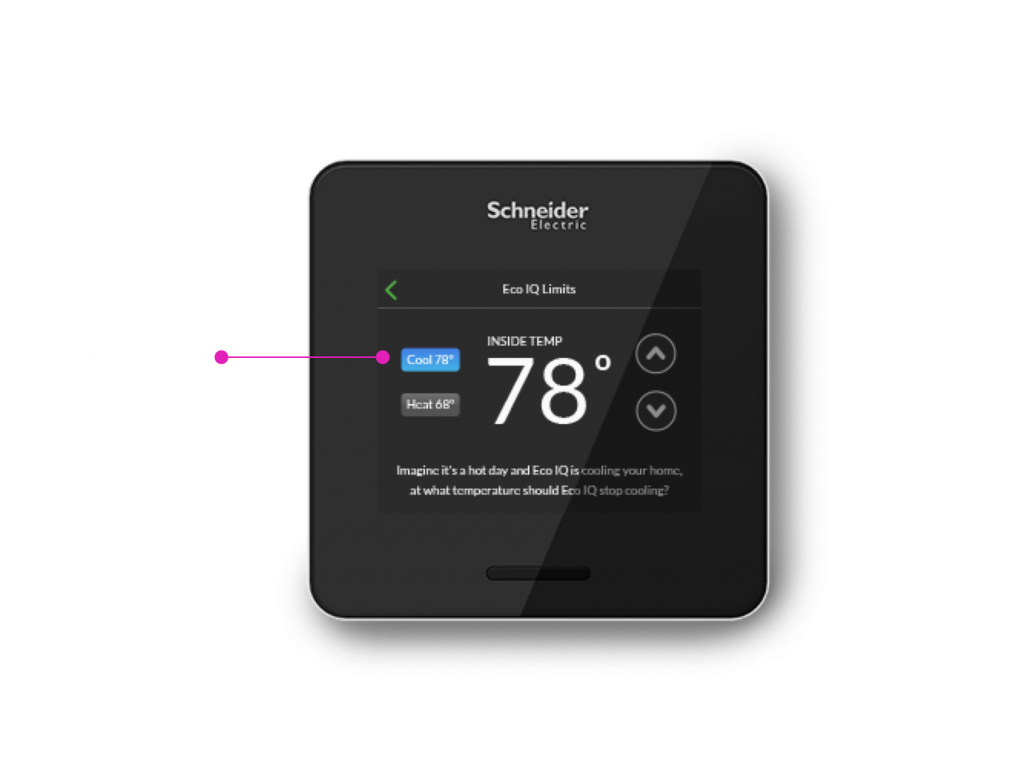 Schneider
Electric
Eco IQ Limits
INSIDE TEMP
Cool 78°
78°
Heat 68°
Imagine it's a hot day and Eco IQ is cooling your home,
at what temperature should Eco IQ stop cooling?